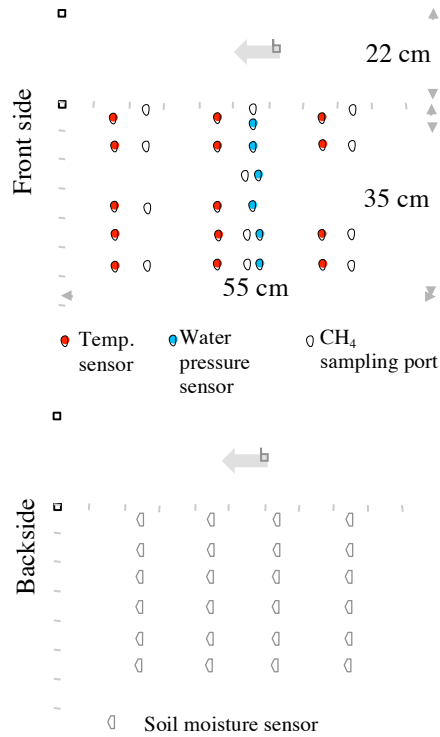 22 cm
Front side
35 cm
55 cm
Temp.
sensor
Water
pressure
sensor
CH₄
sampling port
Backside
Soil moisture sensor